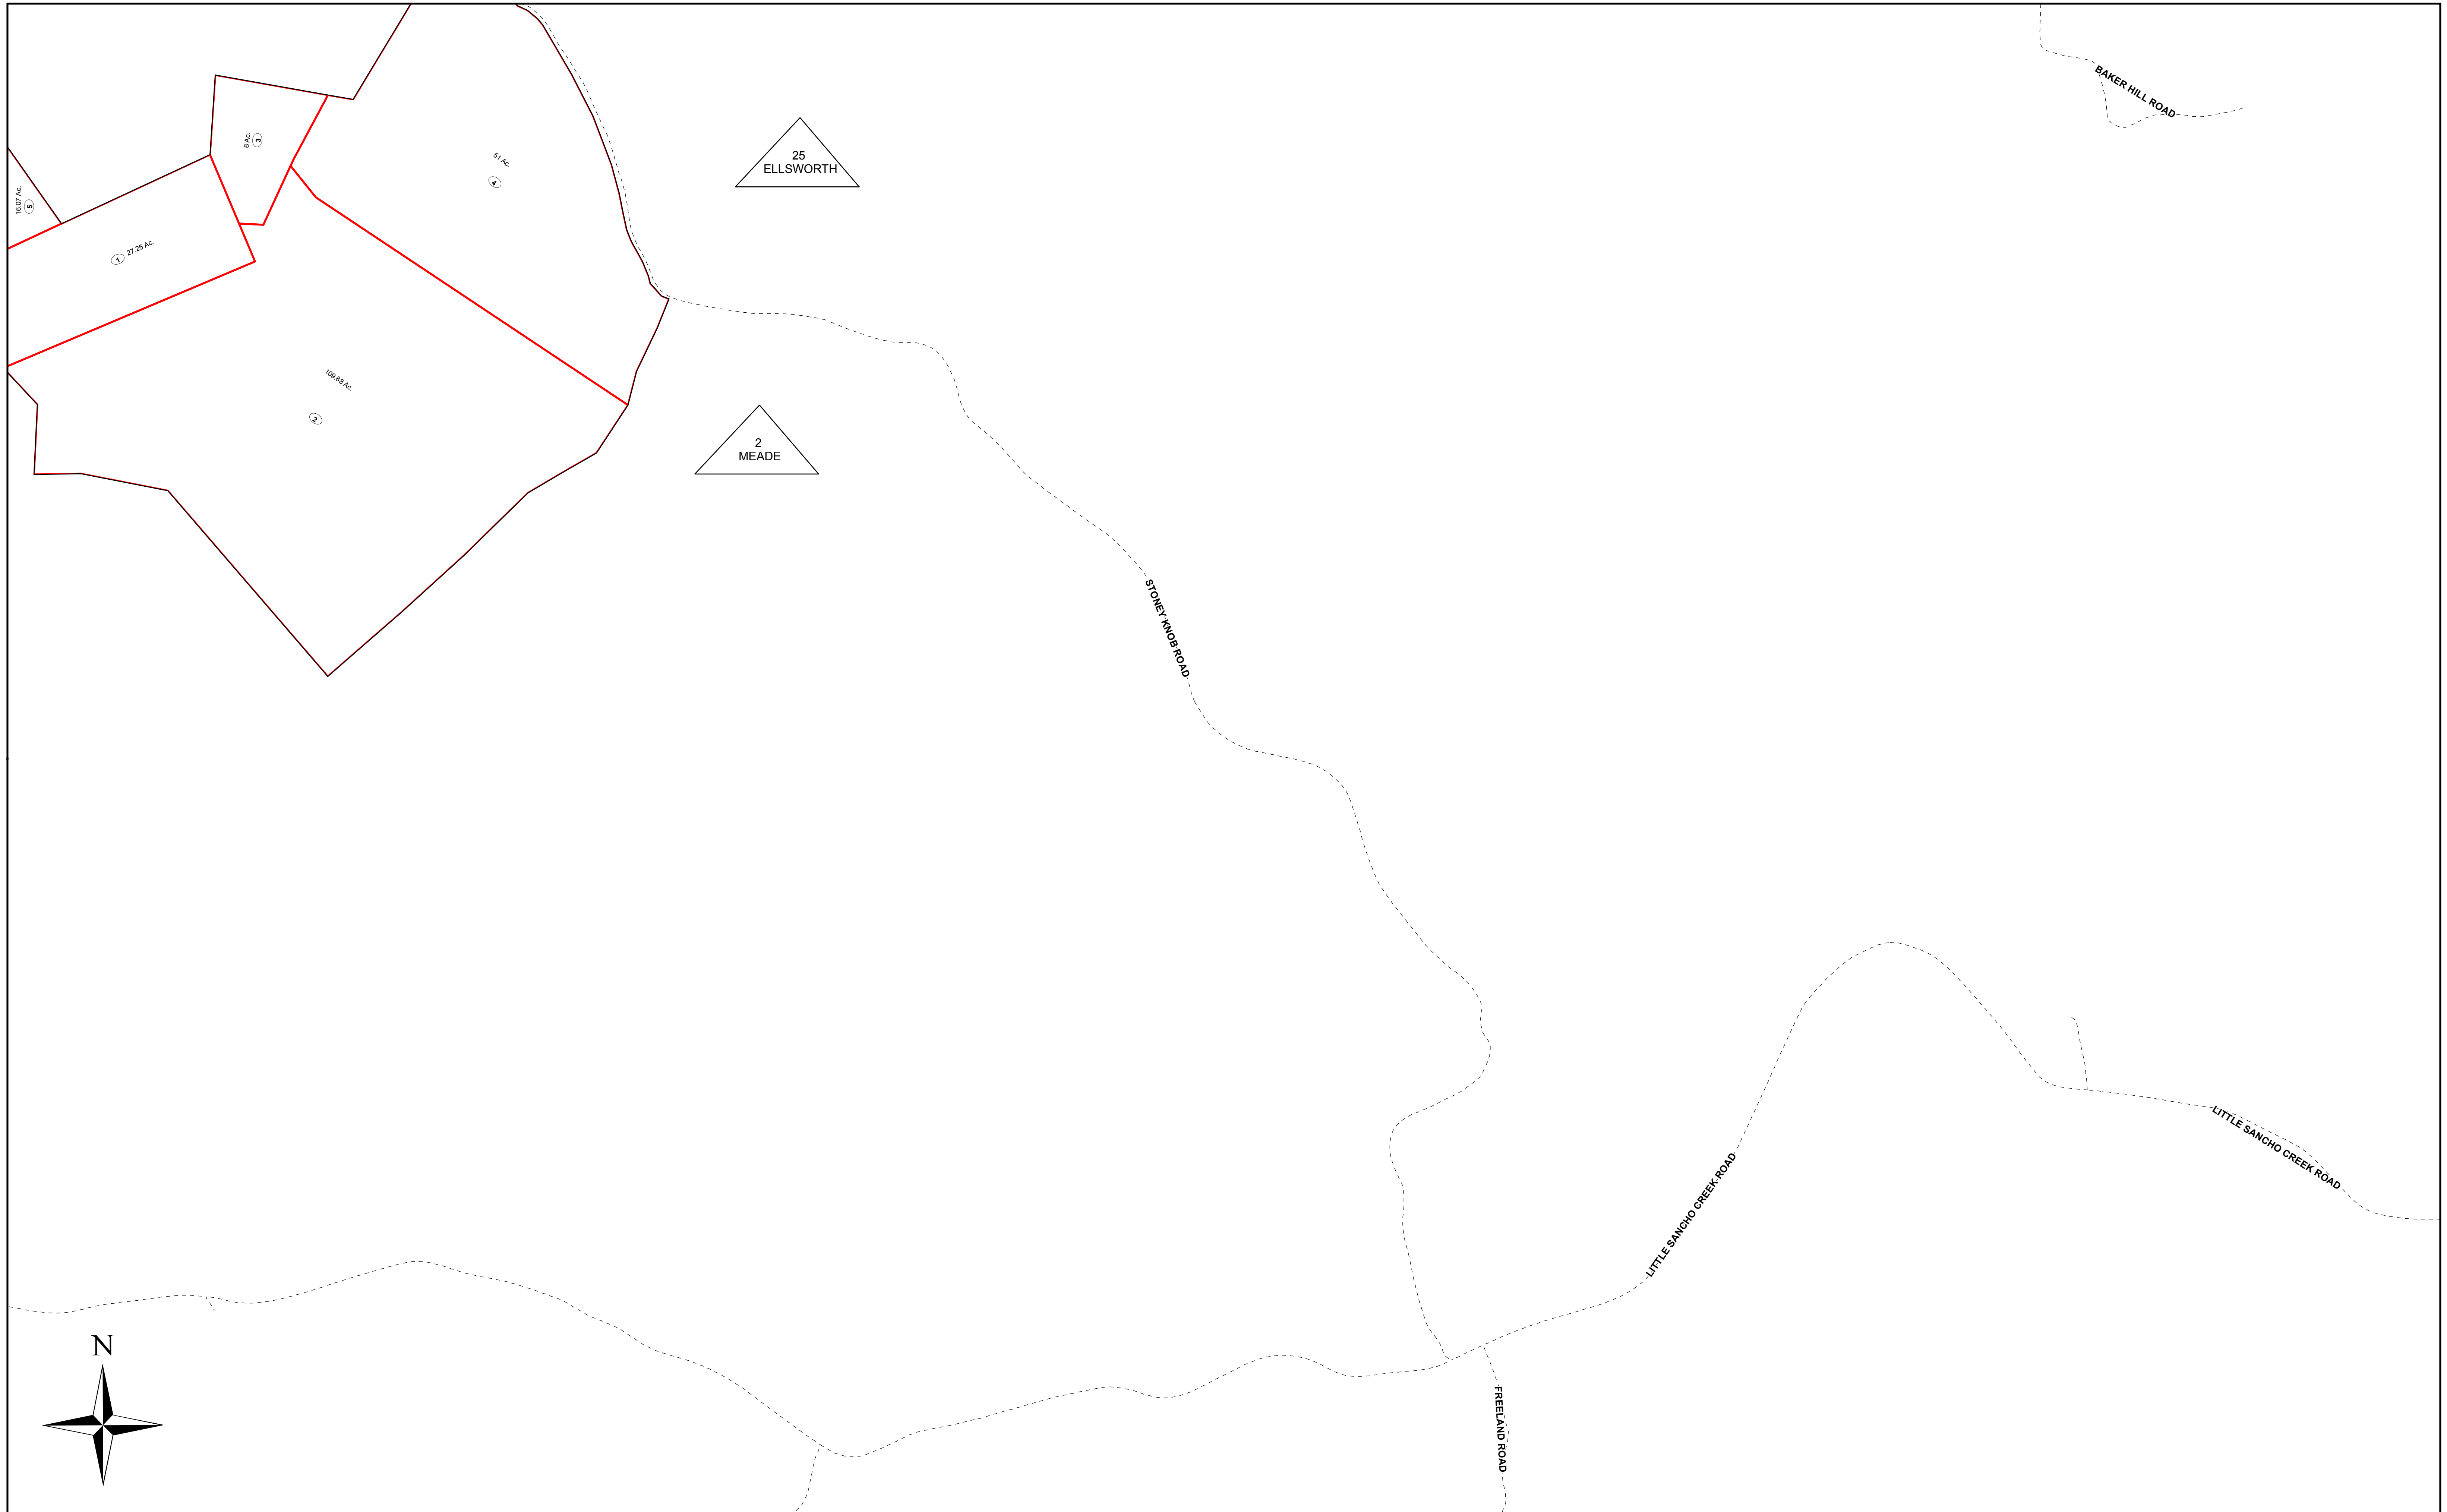 BAKER HILL ROAD
6 Ac.
3
51 Ac.
4
25
ELLSWORTH
16.07 Ac.
5
1
27.25 Ac.
109.88 Ac.
2
2
MEADE
STONEY KNOB ROAD
LITTLE SANCHO CREEK ROAD
LITTLE SANCHO CREEK ROAD
N
FREELAND ROAD